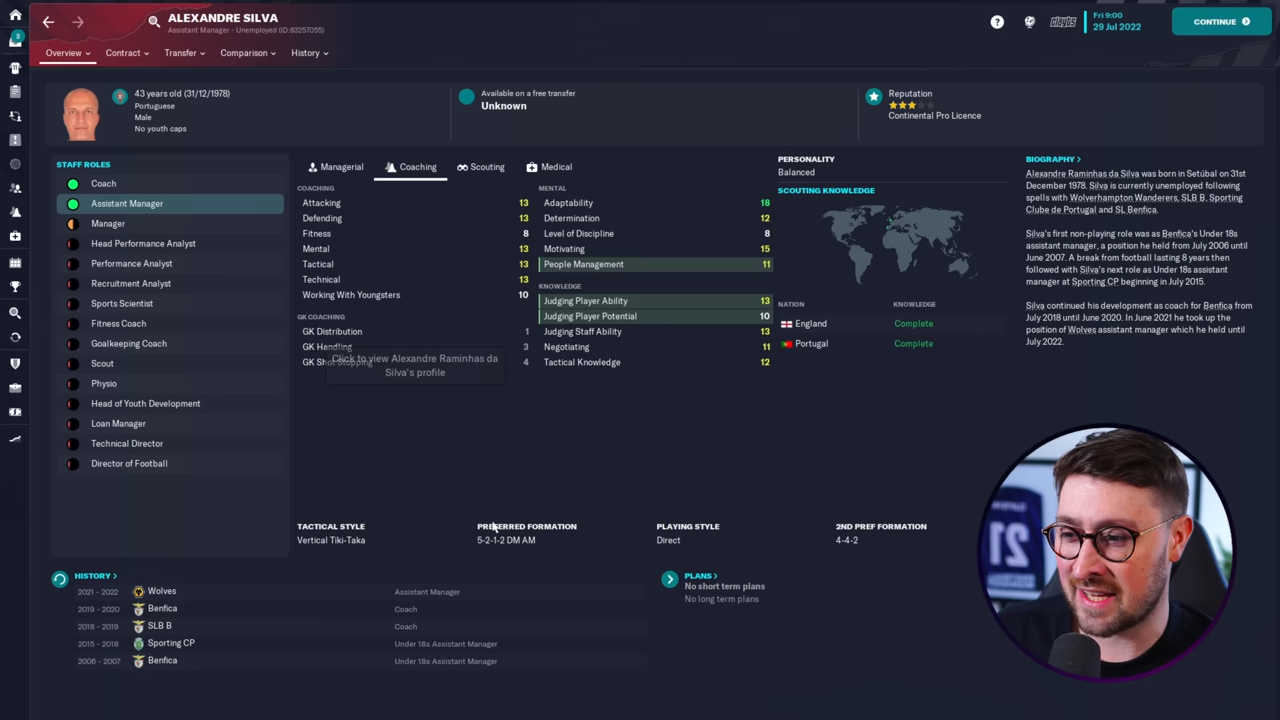 3
ALEXANDRE SILVA
Assistant Manager - Unemployed (ID:83257055)
?
clayts
Fri 9:00
29 Jul 2022
CONTINUE
Overview
Contract
Transfer
Comparison
History
43 years old (31/12/1978)
Portuguese
Male
No youth caps
Available on a free transfer
Unknown
Reputation
Continental Pro Licence
STAFF ROLES
Coach
Assistant Manager
Manager
Head Performance Analyst
Performance Analyst
Recruitment Analyst
Sports Scientist
Fitness Coach
Goalkeeping Coach
Scout
Physio
Head of Youth Development
Loan Manager
Technical Director
Director of Football
Managerial
Coaching
Scouting
Medical
COACHING
Attacking 13
Defending 13
Fitness 8
Mental 13
Tactical 13
Technical 13
Working With Youngsters 10
GK COACHING
GK Distribution 1
GK Handling 3
GK Shot Stopping 4
Click to view Alexandre Raminhas da
Silva's profile
MENTAL
Adaptability 18
Determination 12
Level of Discipline 8
Motivating 15
People Management 11
KNOWLEDGE
Judging Player Ability 13
Judging Player Potential 10
Judging Staff Ability 13
Negotiating 11
Tactical Knowledge 12
PERSONALITY
Balanced
SCOUTING KNOWLEDGE
NATION KNOWLEDGE
England Complete
Portugal Complete
BIOGRAPHY >
Alexandre Raminhas da Silva was born in Setúbal on 31st
December 1978. Silva is currently unemployed following
spells with Wolverhampton Wanderers, SLB B, Sporting
Clube de Portugal and SL Benfica.
Silva's first non-playing role was as Benfica's Under 18s
assistant manager, a position he held from July 2006 until
June 2007. A break from football lasting 8 years then
followed with Silva's next role as Under 18s assistant
manager at Sporting CP beginning in July 2015.
Silva continued his development as coach for Benfica from
July 2018 until June 2020. In June 2021 he took up the
position of Wolves assistant manager which he held until
July 2022.
TACTICAL STYLE
Vertical Tiki-Taka
PREFERRED FORMATION
5-2-1-2 DM AM
PLAYING STYLE
Direct
2ND PREF FORMATION
4-4-2
HISTORY >
2021 - 2022 Wolves Assistant Manager
2019 - 2020 Benfica Coach
2018 - 2019 SLB B Coach
2015 - 2018 Sporting CP Under 18s Assistant Manager
2006 - 2007 Benfica Under 18s Assistant Manager
PLANS >
No short term plans
No long term plans
21